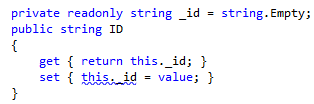 private readonly string _id = string.Empty;
public string ID
{
get { return this._id; }
set { this._id = value; }
}